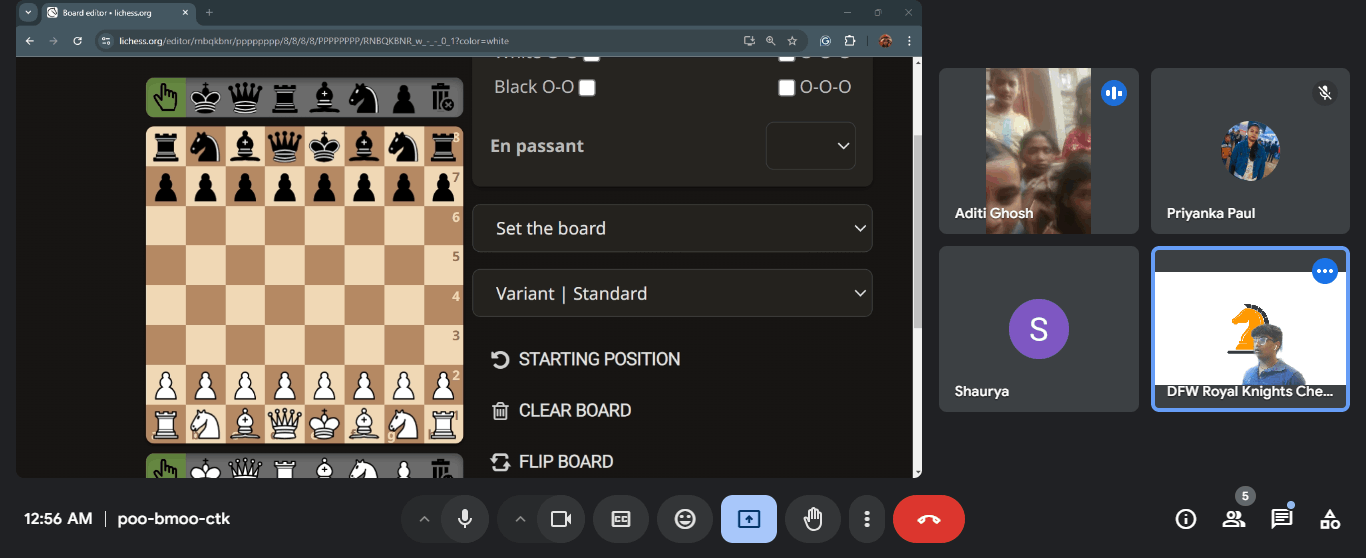 Board editor • lichess.org
lichess.org/editor/rnbqkbnr/pppppppp/8/8/8/8/PPPPPPPP/RNBQKBNR_w_-_-_0_1?color=white
White O-O O-O-O
Black O-O O-O-O
En passant
Set the board
Variant | Standard
STARTING POSITION
CLEAR BOARD
FLIP BOARD
8
7
6
5
4
3
2
1
g
Aditi Ghosh
Priyanka Paul
S
Shaurya
DFW Royal Knights Che...
12:56 AM | poo-bmoo-ctk
CC
5